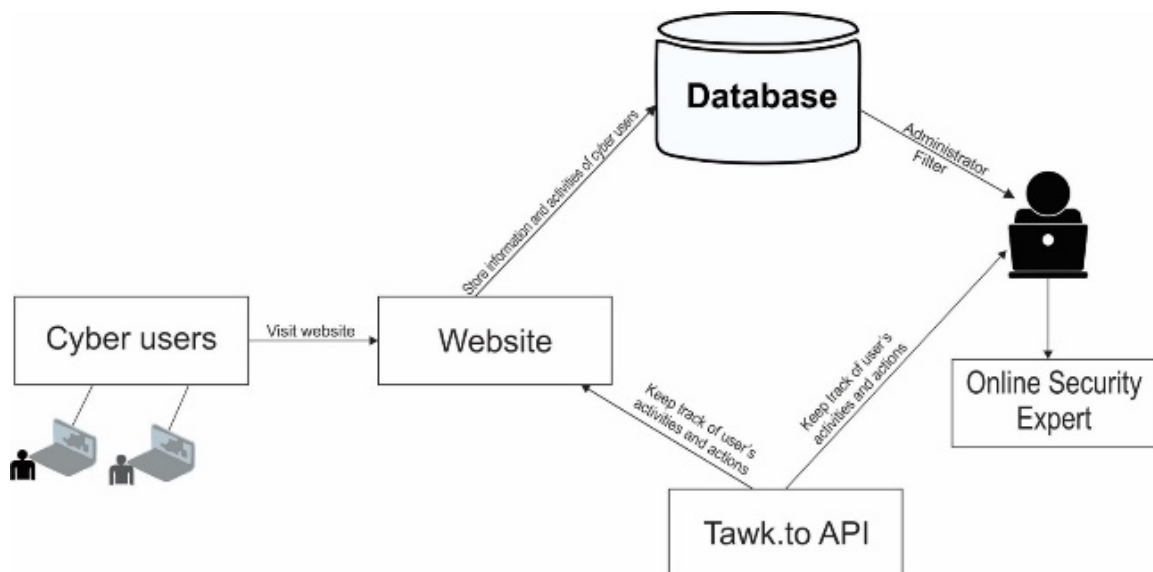 Database
Store information and activities of cyber users
Administrator
Filter
Cyber users
Visit website
Website
Keep track of user's
activities and actions
Keep track of user's
activities and actions
Online Security
Expert
Tawk.to API